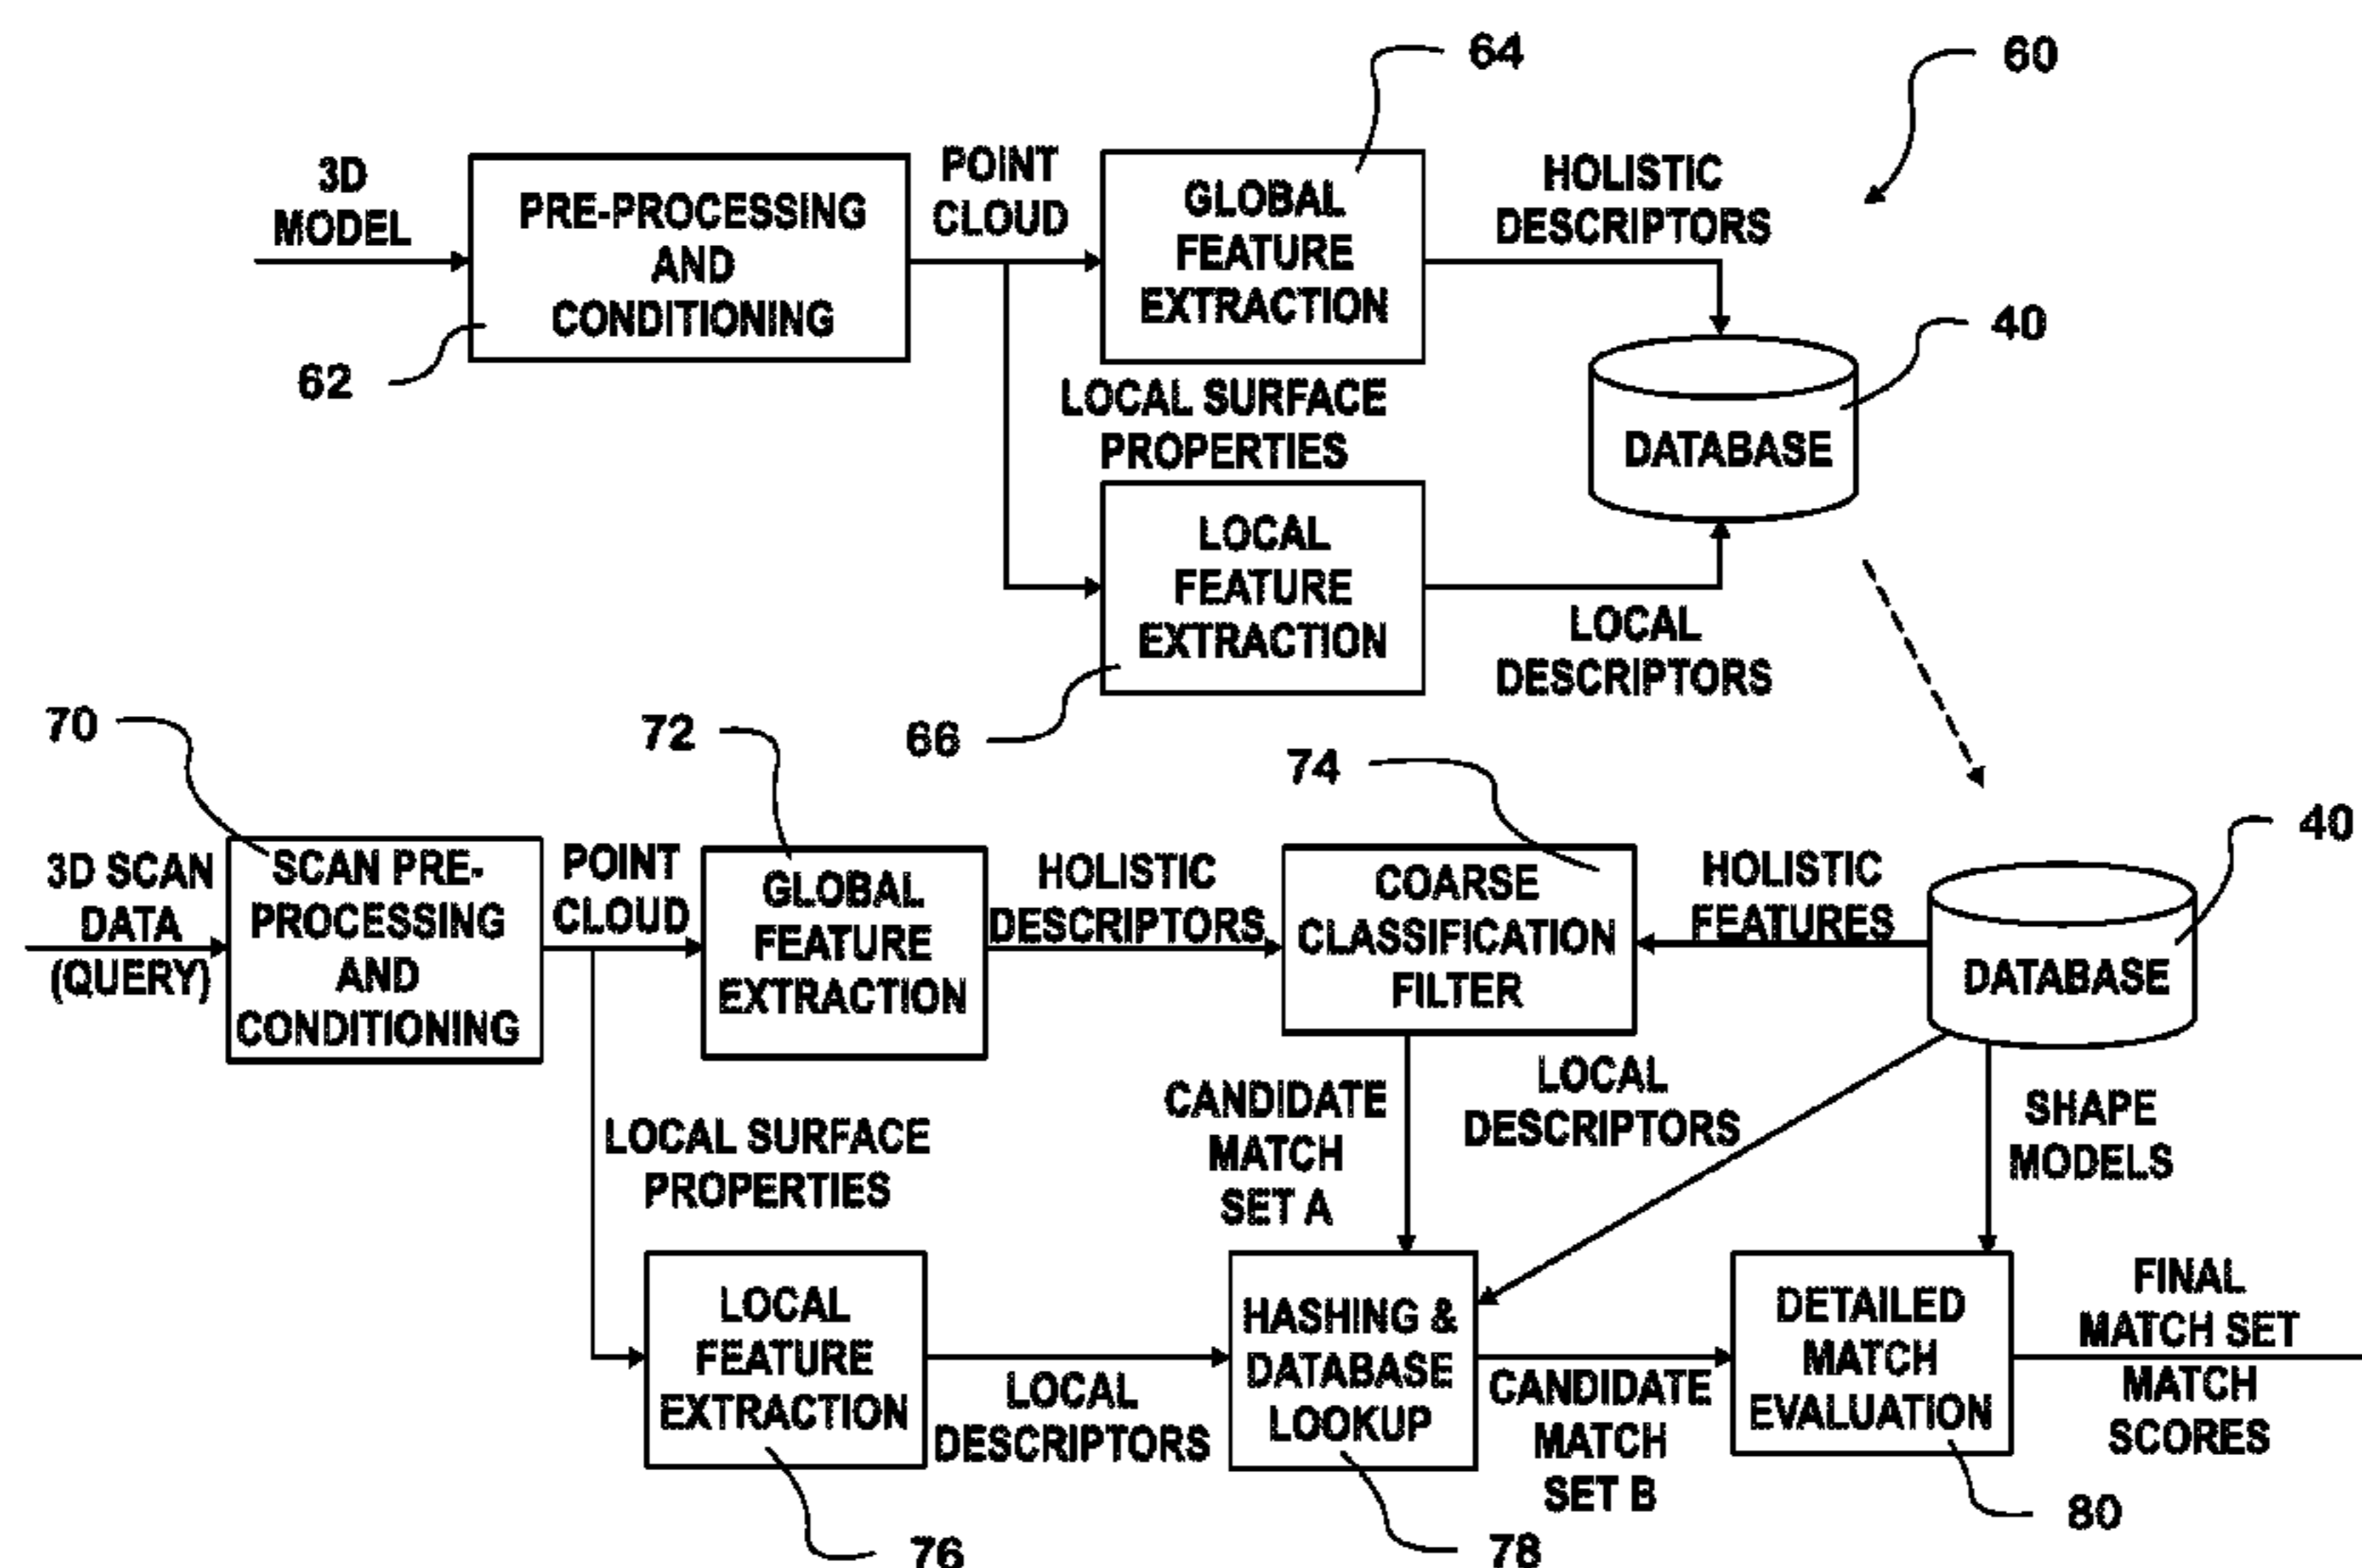 64
60
3D
MODEL
PRE-PROCESSING
AND
CONDITIONING
62
POINT
CLOUD
GLOBAL
FEATURE
EXTRACTION
HOLISTIC
DESCRIPTORS
40
DATABASE
LOCAL SURFACE
PROPERTIES
LOCAL
FEATURE
EXTRACTION
66
LOCAL
DESCRIPTORS
70
72
74
40
3D SCAN
DATA
(QUERY)
SCAN PRE-
PROCESSING
AND
CONDITIONING
POINT
CLOUD
GLOBAL
FEATURE
EXTRACTION
HOLISTIC
DESCRIPTORS
COARSE
CLASSIFICATION
FILTER
HOLISTIC
FEATURES
DATABASE
LOCAL SURFACE
PROPERTIES
CANDIDATE
MATCH
SET A
LOCAL
DESCRIPTORS
SHAPE
MODELS
LOCAL
FEATURE
EXTRACTION
LOCAL
DESCRIPTORS
HASHING &
DATABASE
LOOKUP
CANDIDATE
MATCH
SET B
DETAILED
MATCH
EVALUATION
FINAL
MATCH SET
MATCH
SCORES
76
78
80